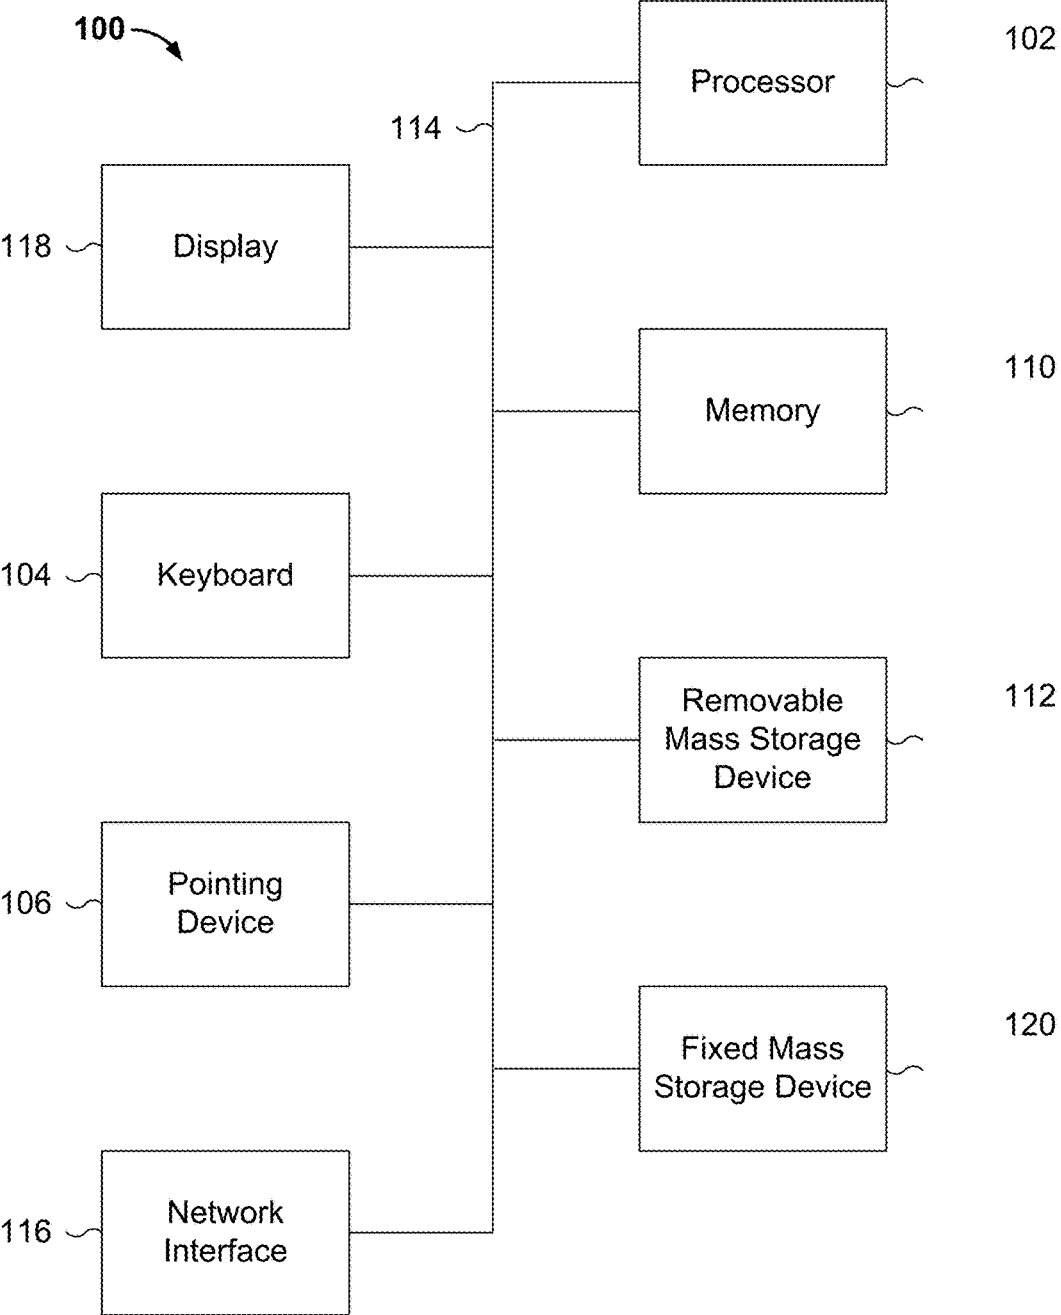 100
102
Processor
114
118
Display
110
Memory
104
Keyboard
112
Removable
Mass Storage
Device
106
Pointing
Device
120
Fixed Mass
Storage Device
116
Network
Interface